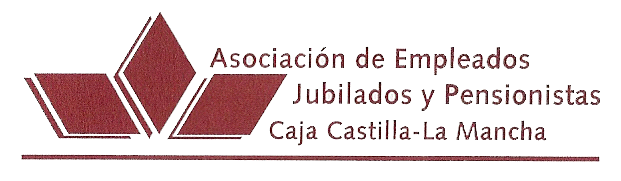 Asociación de Empleados
Jubilados y Pensionistas
Caja Castilla-La Mancha